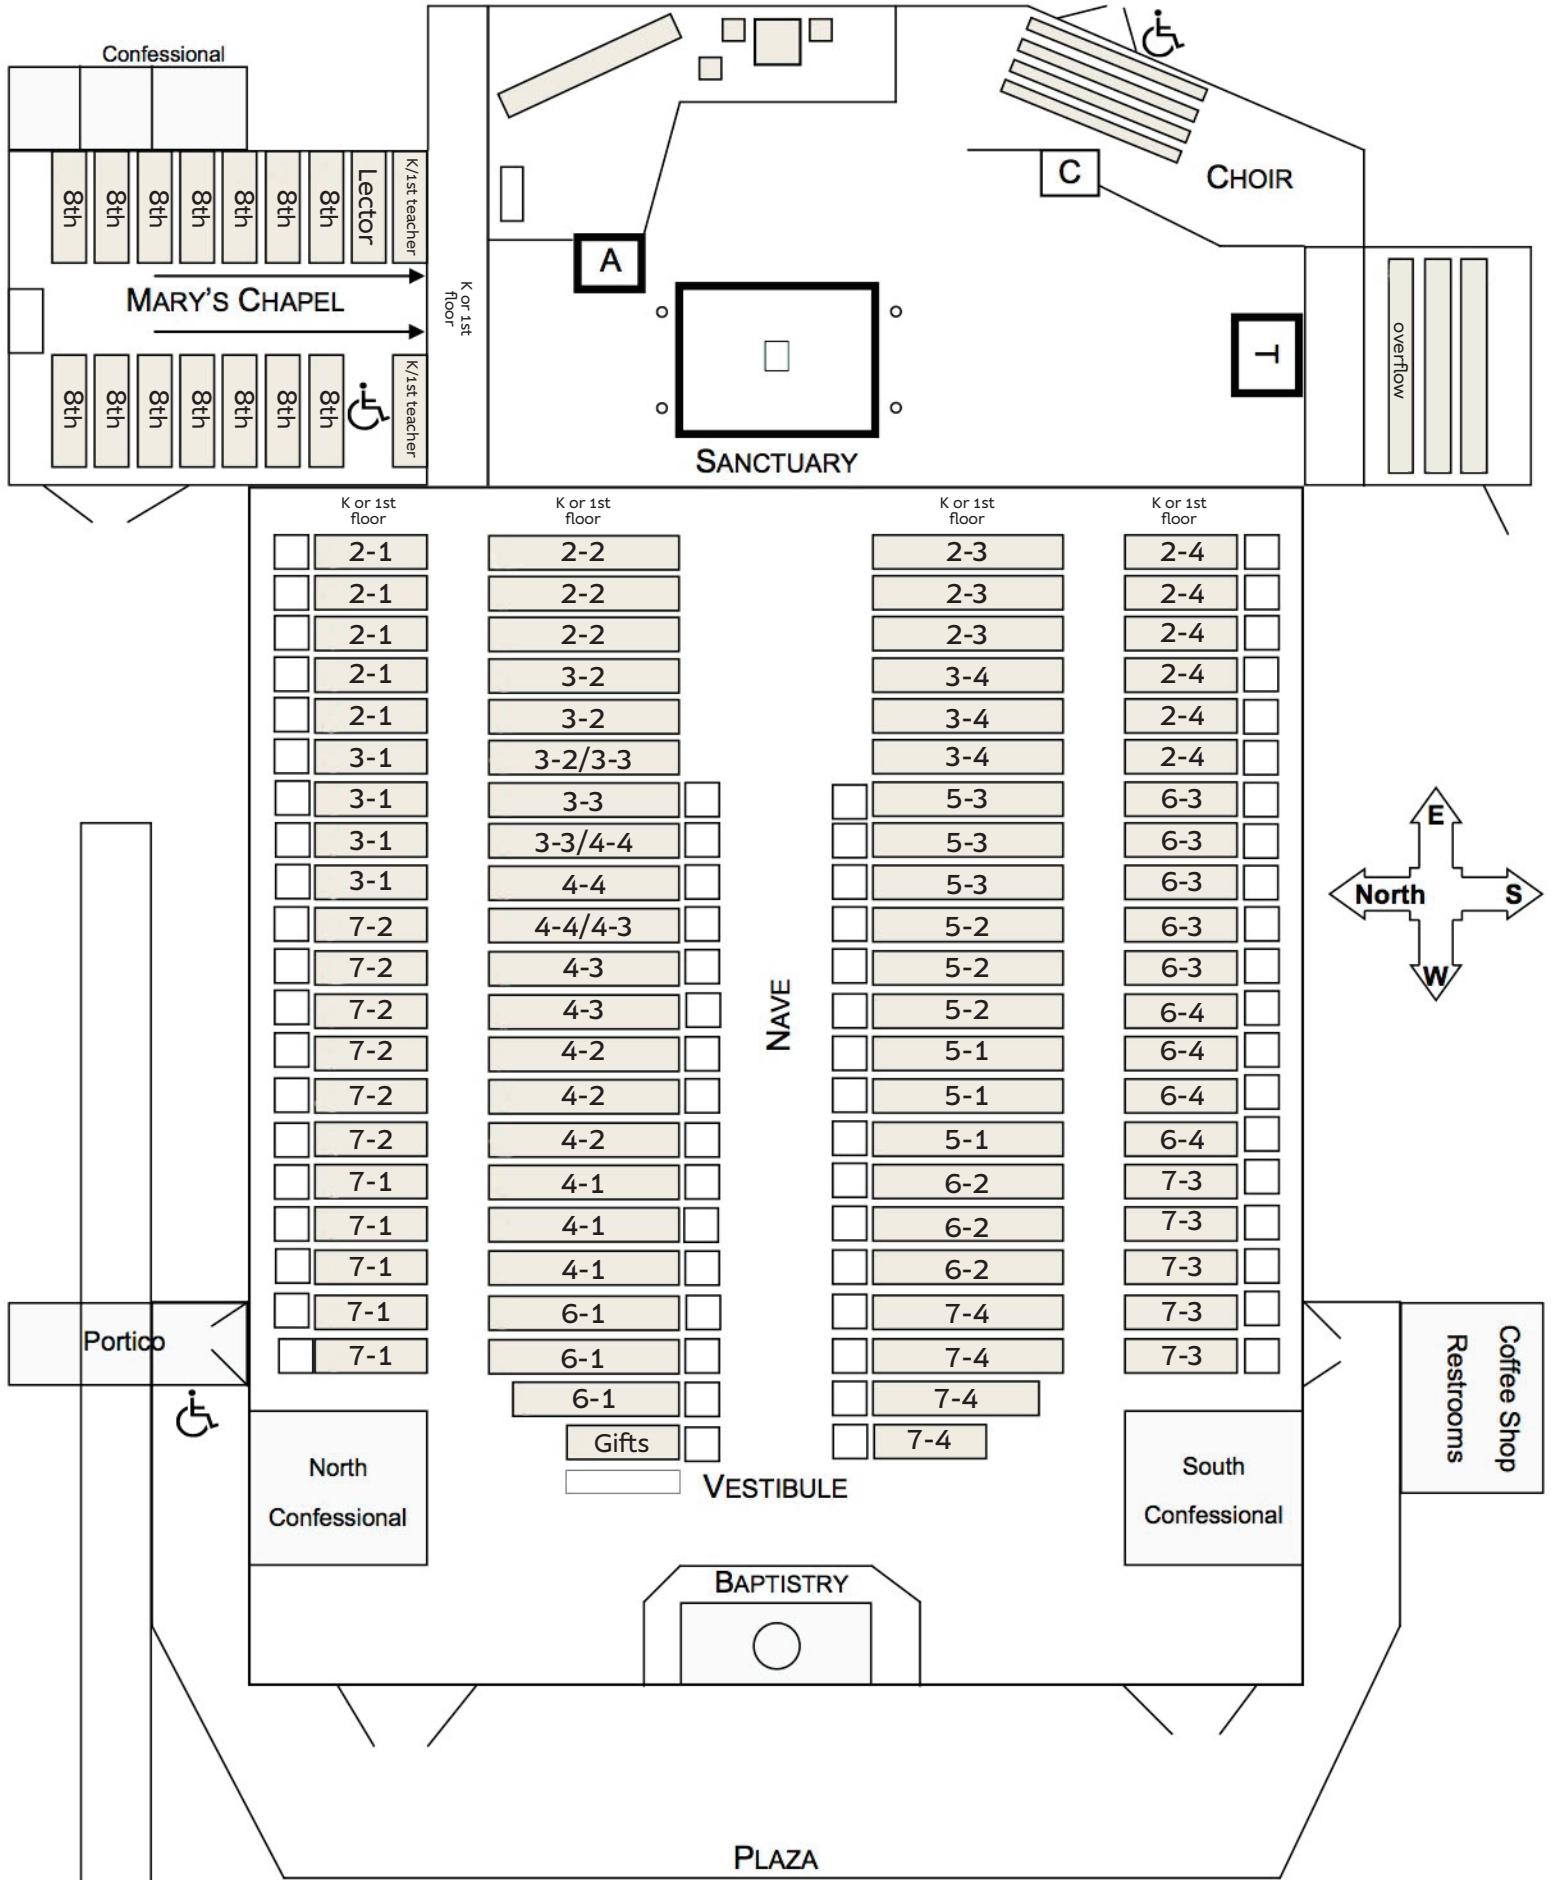 Confessional
8th
8th
8th
8th
8th
8th
8th
Lector
K/1st teacher
MARY'S CHAPEL
K or 1st
floor
8th
8th
8th
8th
8th
8th
8th
K/1st teacher
A
C
CHOIR
T
overflow
SANCTUARY
K or 1st
floor
K or 1st
floor
K or 1st
floor
K or 1st
floor
2-1 2-2 2-3 2-4
2-1 2-2 2-3 2-4
2-1 2-2 2-3 2-4
2-1 3-2 3-4 2-4
2-1 3-2 3-4 2-4
3-1 3-2/3-3 3-4 2-4
3-1 3-3 5-3 6-3
3-1 3-3/4-4 5-3 6-3
3-1 4-4 5-3 6-3
7-2 4-4/4-3 5-2 6-3
7-2 4-3 5-2 6-3
7-2 4-3 5-2 6-4
7-2 4-2 5-1 6-4
7-2 4-2 5-1 6-4
7-2 4-2 5-1 6-4
7-1 4-1 6-2 7-3
7-1 4-1 6-2 7-3
7-1 4-1 6-2 7-3
7-1 6-1 7-4 7-3
7-1 6-1 7-4 7-3
6-1 7-4
Gifts 7-4
NAVE
E
North S
W
Portico
Coffee Shop
Restrooms
North
Confessional
VESTIBULE
South
Confessional
BAPTISTRY
PLAZA